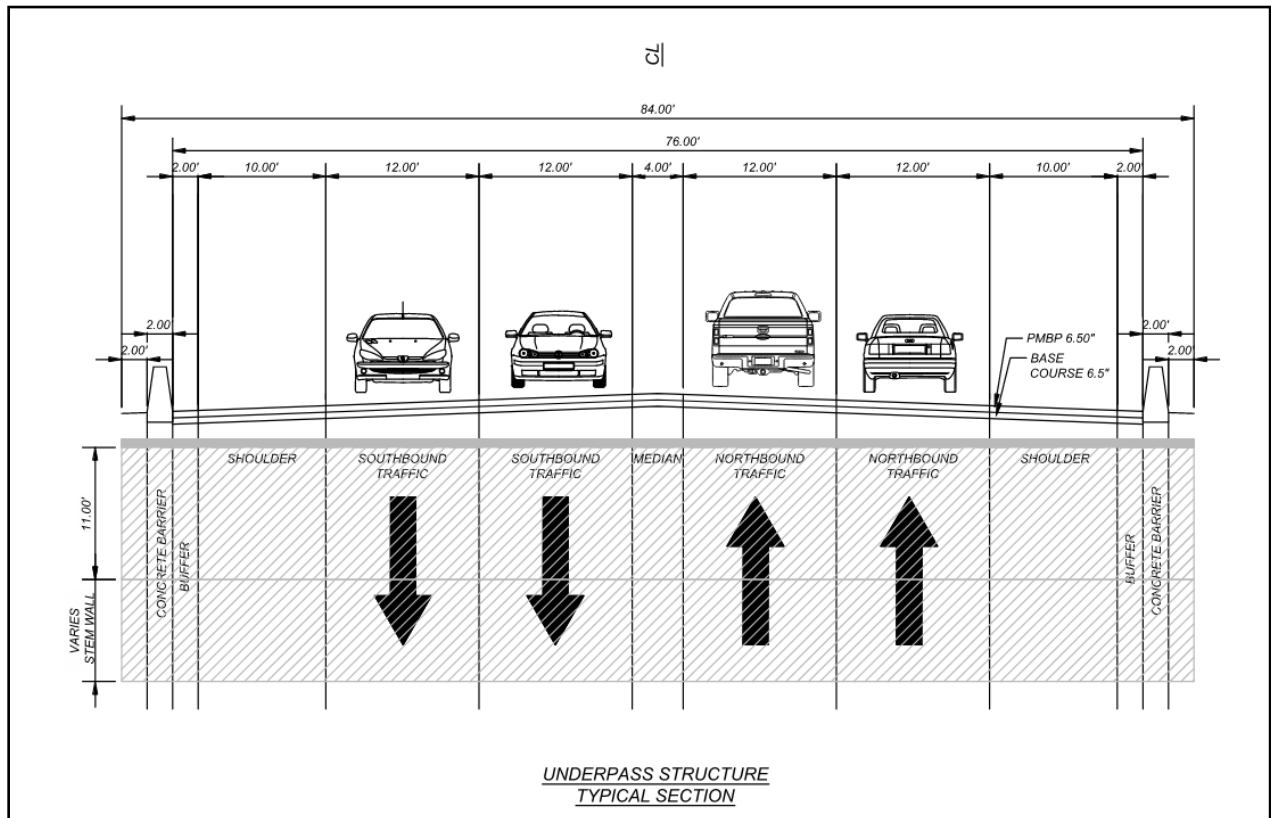 CL
84.00'
76.00'
2.00' 10.00' 12.00' 12.00' 4.00' 12.00' 12.00' 10.00' 2.00'
2.00' 2.00'
2.00' 2.00'
PMBP 6.50"
BASE
COURSE 6.5"
SHOULDER
SOUTHBOUND
TRAFFIC
SOUTHBOUND
TRAFFIC
MEDIAN
NORTHBOUND
TRAFFIC
NORTHBOUND
TRAFFIC
SHOULDER
11.00'
VARIES
STEM WALL
CONCRETE BARRIER
BUFFER
BUFFER
CONCRETE BARRIER
UNDERPASS STRUCTURE
TYPICAL SECTION